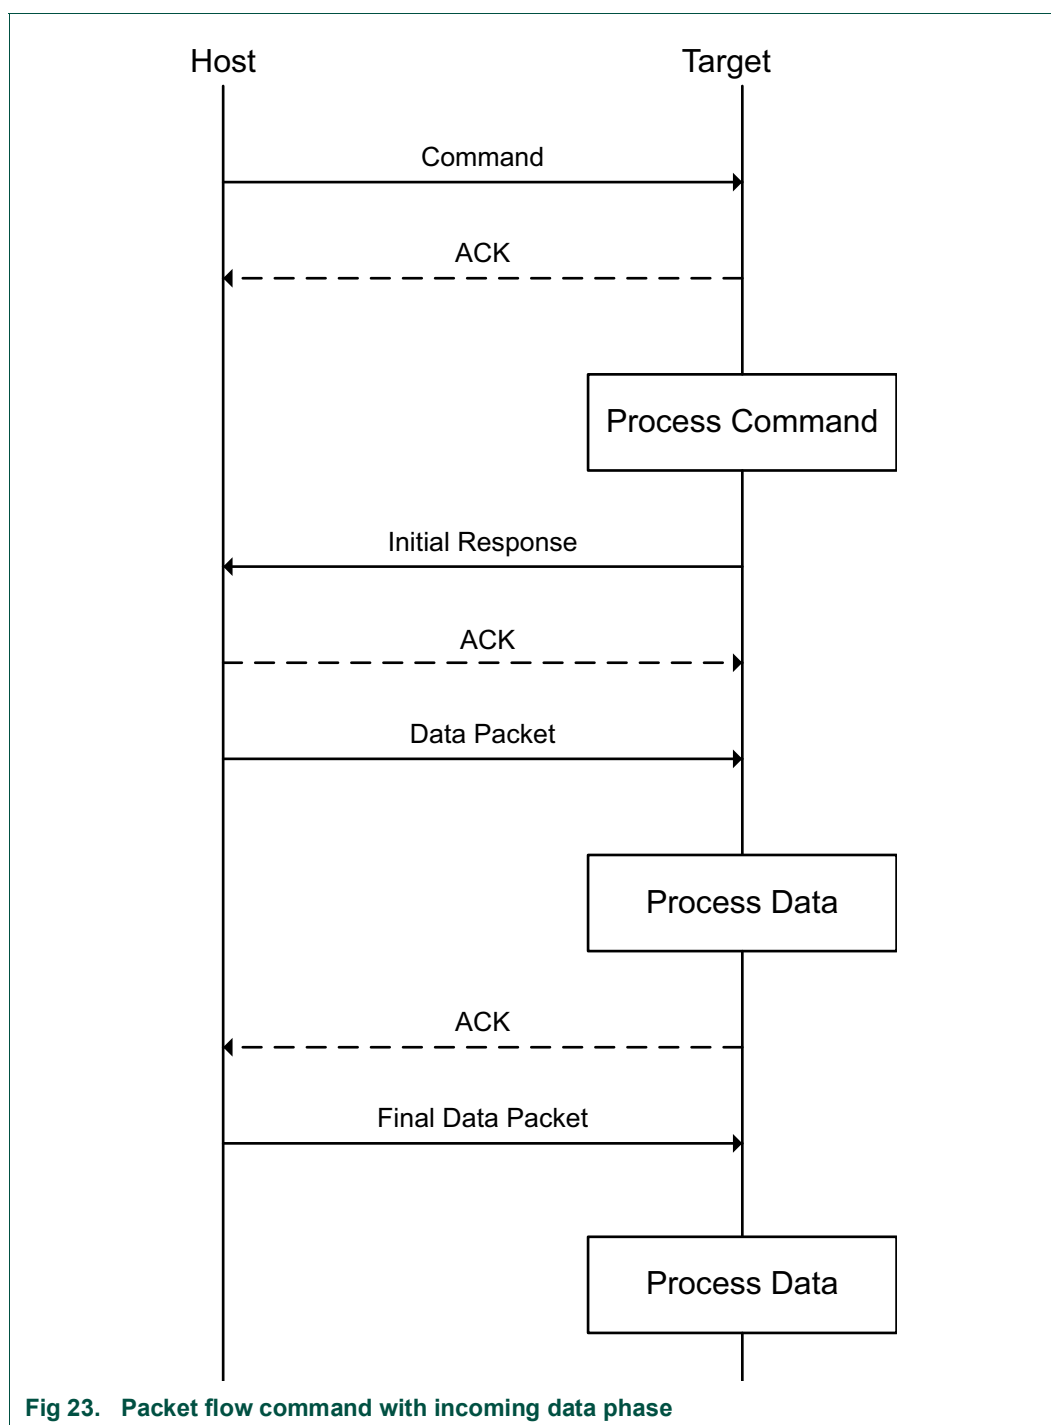 Host
Target
Command
ACK
Process Command
Initial Response
ACK
Data Packet
Process Data
ACK
Final Data Packet
Process Data
Fig 23. Packet flow command with incoming data phase